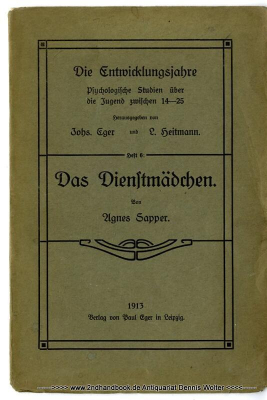 Die Entwicklungsjahre
Psychologische Studien über
die Jugend zwischen 14—25
Herausgegeben von
Johs. Eger und L. Heitmann.
Heft 6
Das Dienstmädchen.
Von
Agnes Sapper.
1913
Verlag von Paul Eger in Leipzig.
>>>> www.2ndhandbook.de Antiquariat Dennis Wolter <<<<